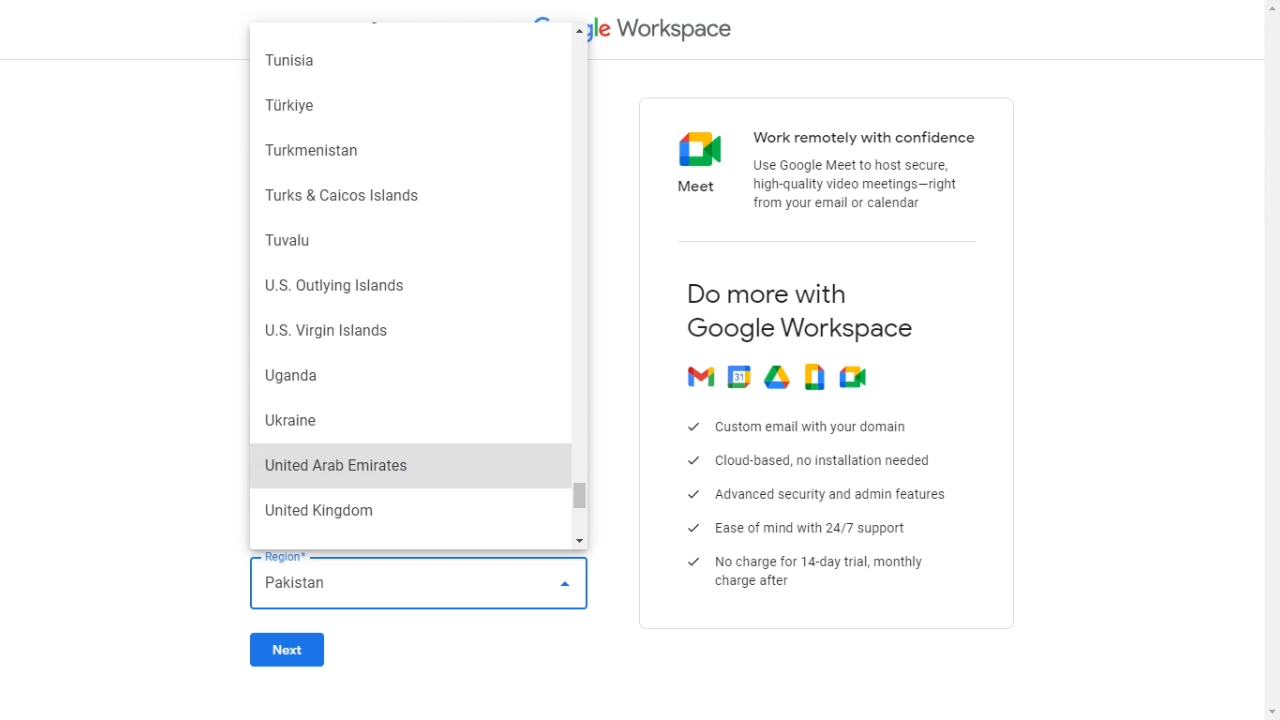 gle Workspace
Tunisia
Türkiye
Turkmenistan
Turks & Caicos Islands
Tuvalu
U.S. Outlying Islands
U.S. Virgin Islands
Uganda
Ukraine
United Arab Emirates
United Kingdom
Region*
Pakistan
Next
Meet
Work remotely with confidence
Use Google Meet to host secure,
high-quality video meetings—right
from your email or calendar
Do more with
Google Workspace
31
Custom email with your domain
Cloud-based, no installation needed
Advanced security and admin features
Ease of mind with 24/7 support
No charge for 14-day trial, monthly
charge after